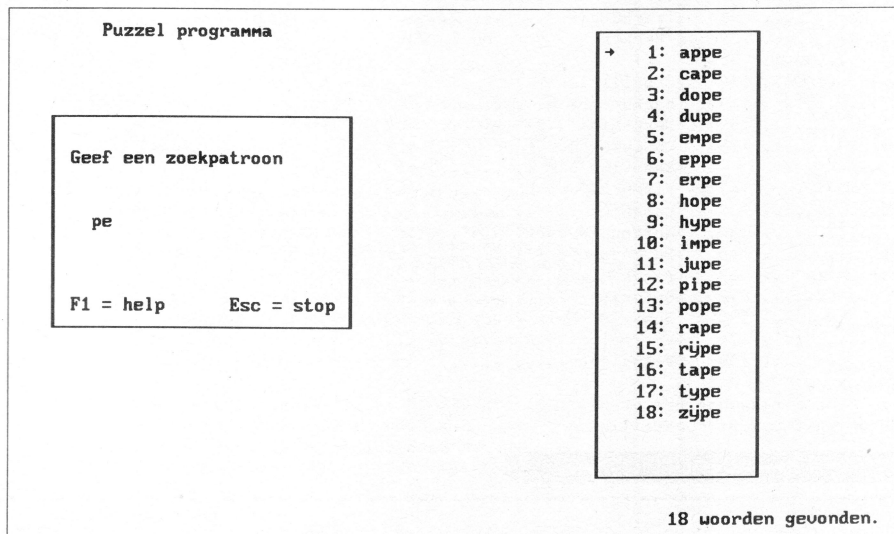 Puzzel programma
Geef een zoekpatroon
pe
F1 = help Esc = stop
→ 1: appe
2: cape
3: dope
4: dupe
5: empe
6: eppe
7: erpe
8: hope
9: hype
10: impe
11: jupe
12: pipe
13: pope
14: rape
15: rĳpe
16: tape
17: type
18: zĳpe
18 woorden gevonden.